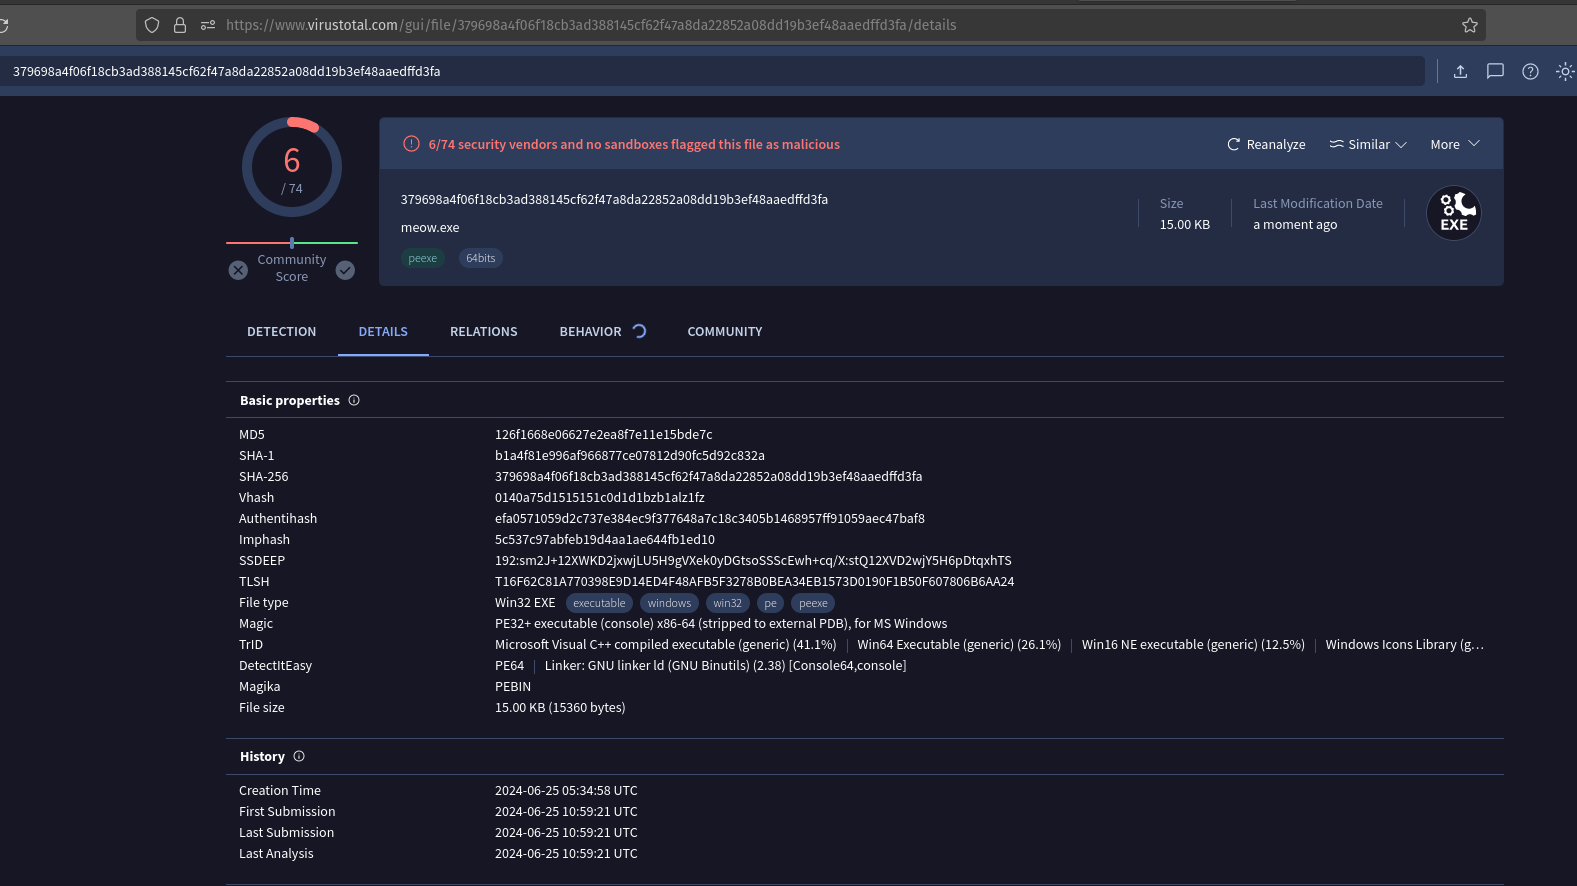 https://www.virustotal.com/gui/file/379698a4f06f18cb3ad388145cf62f47a8da22852a08dd19b3ef48aaedffd3fa/details
379698a4f06f18cb3ad388145cf62f47a8da22852a08dd19b3ef48aaedffd3fa
6
/ 74
Community
Score
6/74 security vendors and no sandboxes flagged this file as malicious
Reanalyze Similar More
379698a4f06f18cb3ad388145cf62f47a8da22852a08dd19b3ef48aaedffd3fa
meow.exe
peexe 64bits
Size
15.00 KB
Last Modification Date
a moment ago
EXE
DETECTION DETAILS RELATIONS BEHAVIOR COMMUNITY
Basic properties
MD5 126f1668e06627e2ea8f7e11e15bde7c
SHA-1 b1a4f81e996af966877ce07812d90fc5d92c832a
SHA-256 379698a4f06f18cb3ad388145cf62f47a8da22852a08dd19b3ef48aaedffd3fa
Vhash 0140a75d1515151c0d1d1bzb1alz1fz
Authentihash efa0571059d2c737e384ec9f377648a7c18c3405b1468957ff91059aec47baf8
Imphash 5c537c97abfeb19d4aa1ae644fb1ed10
SSDEEP 192:sm2J+12XWKD2jxwjLU5H9gVXek0yDGtsoSSScEwh+cq/X:stQ12XVD2wjY5H6pDtqxhTS
TLSH T16F62C81A770398E9D14ED4F48AFB5F3278B0BEA34EB1573D0190F1B50F607806B6AA24
File type Win32 EXE executable windows win32 pe peexe
Magic PE32+ executable (console) x86-64 (stripped to external PDB), for MS Windows
TrID Microsoft Visual C++ compiled executable (generic) (41.1%) | Win64 Executable (generic) (26.1%) | Win16 NE executable (generic) (12.5%) | Windows Icons Library (g…
DetectItEasy PE64 | Linker: GNU linker ld (GNU Binutils) (2.38) [Console64,console]
Magika PEBIN
File size 15.00 KB (15360 bytes)
History
Creation Time 2024-06-25 05:34:58 UTC
First Submission 2024-06-25 10:59:21 UTC
Last Submission 2024-06-25 10:59:21 UTC
Last Analysis 2024-06-25 10:59:21 UTC